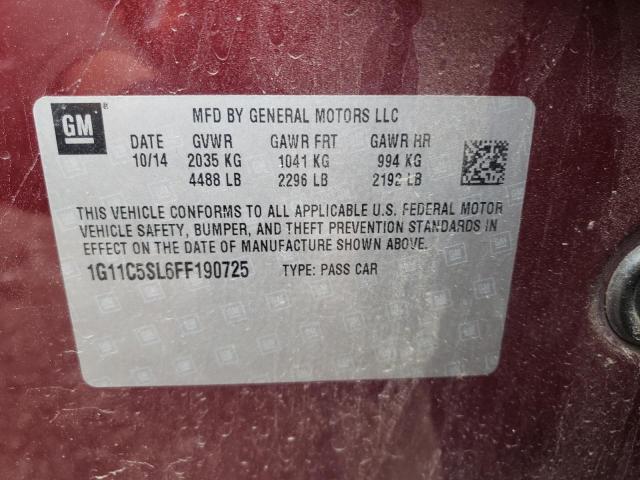 GM ®
MFD BY GENERAL MOTORS LLC
DATE GVWR GAWR FRT GAWR RR
10/14 2035 KG 1041 KG 994 KG
4488 LB 2296 LB 2192 LB
THIS VEHICLE CONFORMS TO ALL APPLICABLE U.S. FEDERAL MOTOR
VEHICLE SAFETY, BUMPER, AND THEFT PREVENTION STANDARDS IN
EFFECT ON THE DATE OF MANUFACTURE SHOWN ABOVE.
1G11C5SL6FF190725 TYPE: PASS CAR